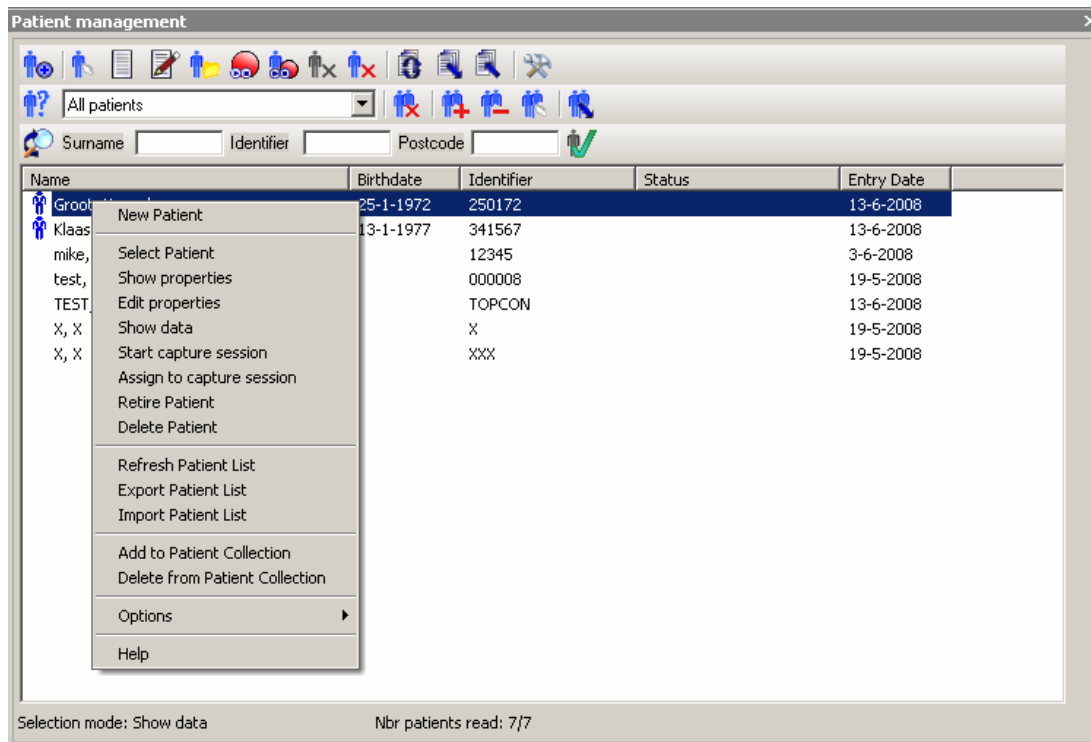 Patient management
All patients
Surname Identifier Postcode
Name Birthdate Identifier Status Entry Date
25-1-1972 250172 13-6-2008
Klaas 13-1-1977 341567 13-6-2008
mike, 12345 3-6-2008
test, 000008 19-5-2008
TEST_ TOPCON 13-6-2008
X, X X 19-5-2008
X, X XXX 19-5-2008
New Patient
Select Patient
Show properties
Edit properties
Show data
Start capture session
Assign to capture session
Retire Patient
Delete Patient
Refresh Patient List
Export Patient List
Import Patient List
Add to Patient Collection
Delete from Patient Collection
Options
Help
Selection mode: Show data Nbr patients read: 7/7